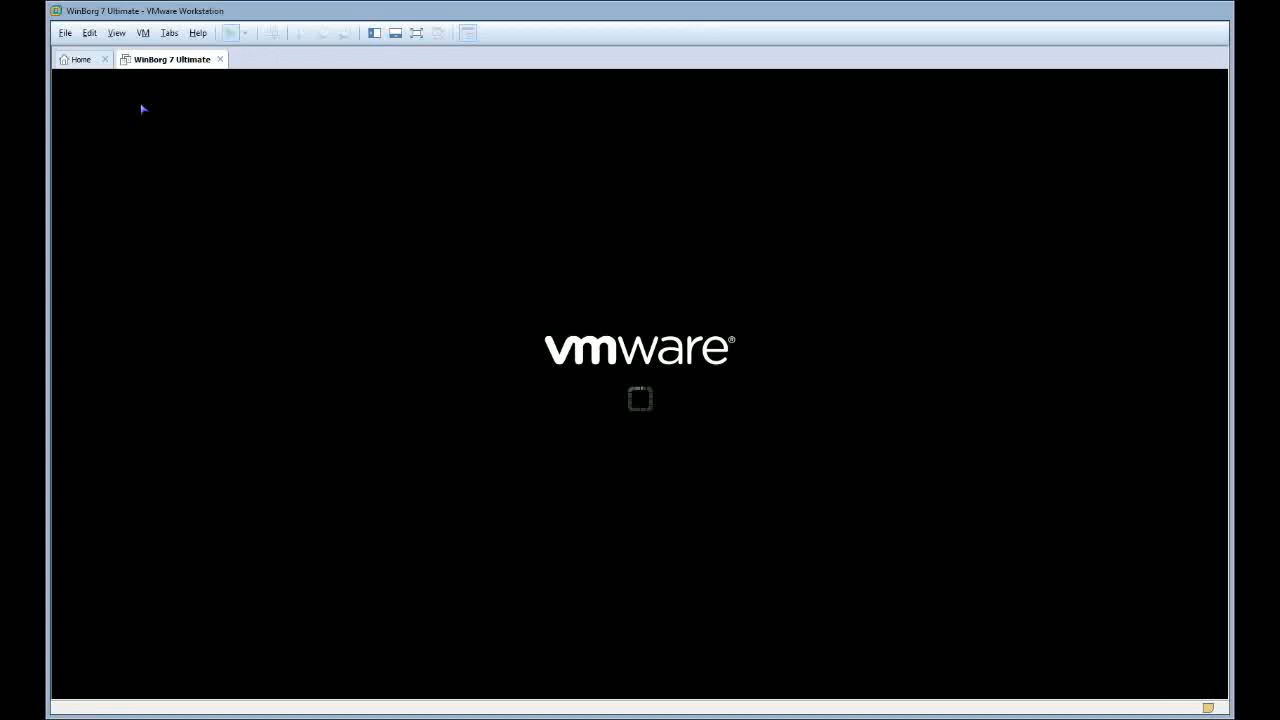 WinBorg 7 Ultimate - VMware Workstation
File Edit View VM Tabs Help
Home WinBorg 7 Ultimate
vmware®